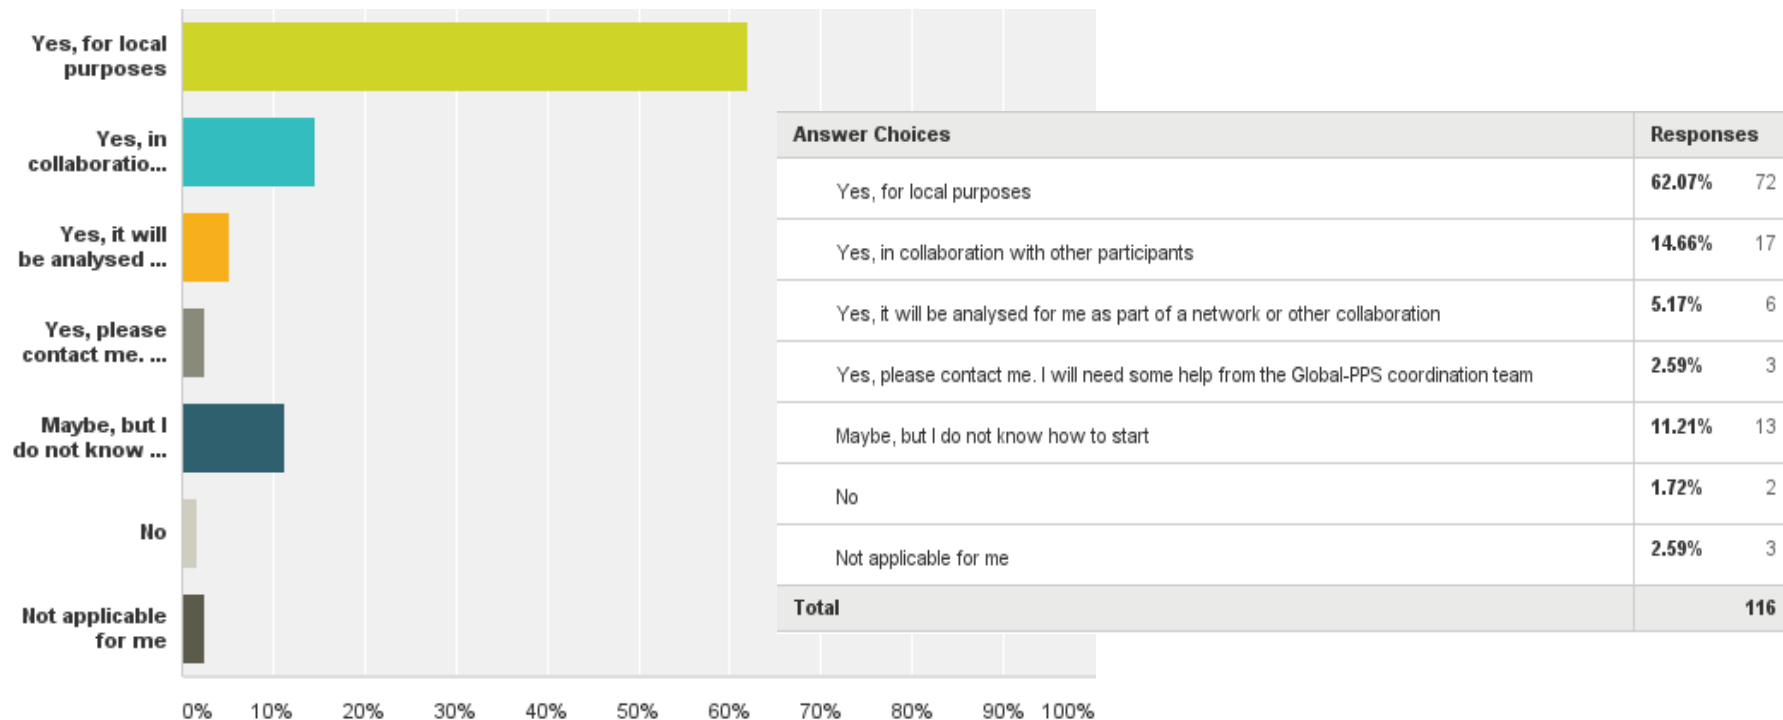 Yes, for local
purposes
Yes, in
collaboratio...
Yes, it will
be analysed ...
Yes, please
contact me. ...
Maybe, but I
do not know ...
No
Not applicable
for me
0% 10% 20% 30% 40% 50% 60% 70% 80% 90% 100%
Answer Choices Responses
Yes, for local purposes 62.07% 72
Yes, in collaboration with other participants 14.66% 17
Yes, it will be analysed for me as part of a network or other collaboration 5.17% 6
Yes, please contact me. I will need some help from the Global-PPS coordination team 2.59% 3
Maybe, but I do not know how to start 11.21% 13
No 1.72% 2
Not applicable for me 2.59% 3
Total 116